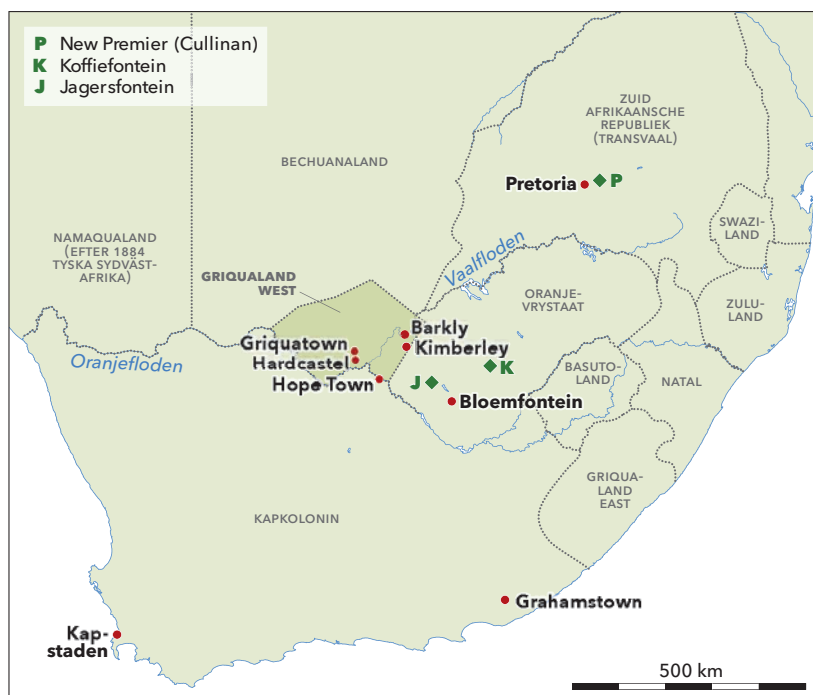 P New Premier (Cullinan)
K Koffiefontein
J Jagersfontein
ZUID
AFRIKAANSCHE
REPUBLIEK
(TRANSVAAL)
BECHUANALAND
Pretoria
P
SWAZI-
LAND
NAMAQUALAND
(EFTER 1884
TYSKA SYDVÄST-
AFRIKA)
Vaalfloden
GRIQUALAND
WEST
ORANJE-
VRYSTAAT
ZULU-
LAND
Barkly
Griquatown
Kimberley
Oranjefloden
Hardcastel
K
BASUTO-
LAND
Hope Town
J
NATAL
Bloemfontein
GRIQUA-
LAND
EAST
KAPKOLONIN
Grahamstown
Kap-
staden
500 km